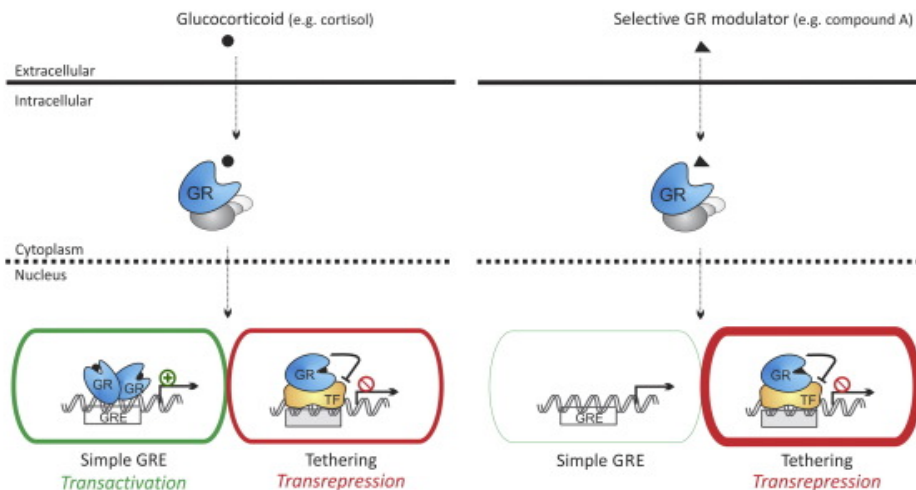 Glucocorticoid (e.g. cortisol)
Selective GR modulator (e.g. compound A)
Extracellular
Intracellular
GR
GR
Cytoplasm
Nucleus
GR
GR
GRE
GR
TF
GRE
GR
TF
Simple GRE
Transactivation
Tethering
Transrepression
Simple GRE
Tethering
Transrepression